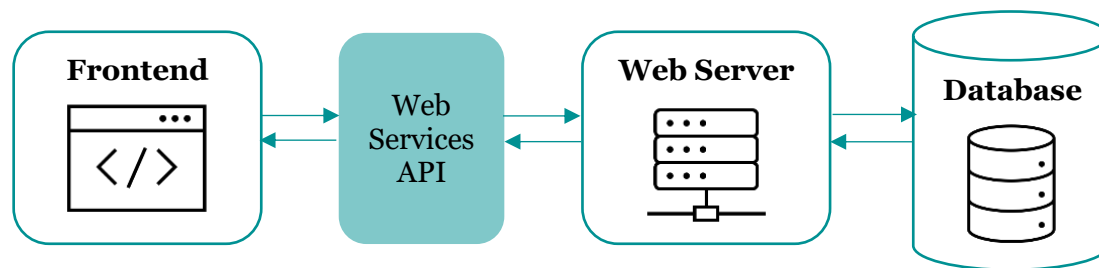 Frontend
Web
Services
API
Web Server
Database